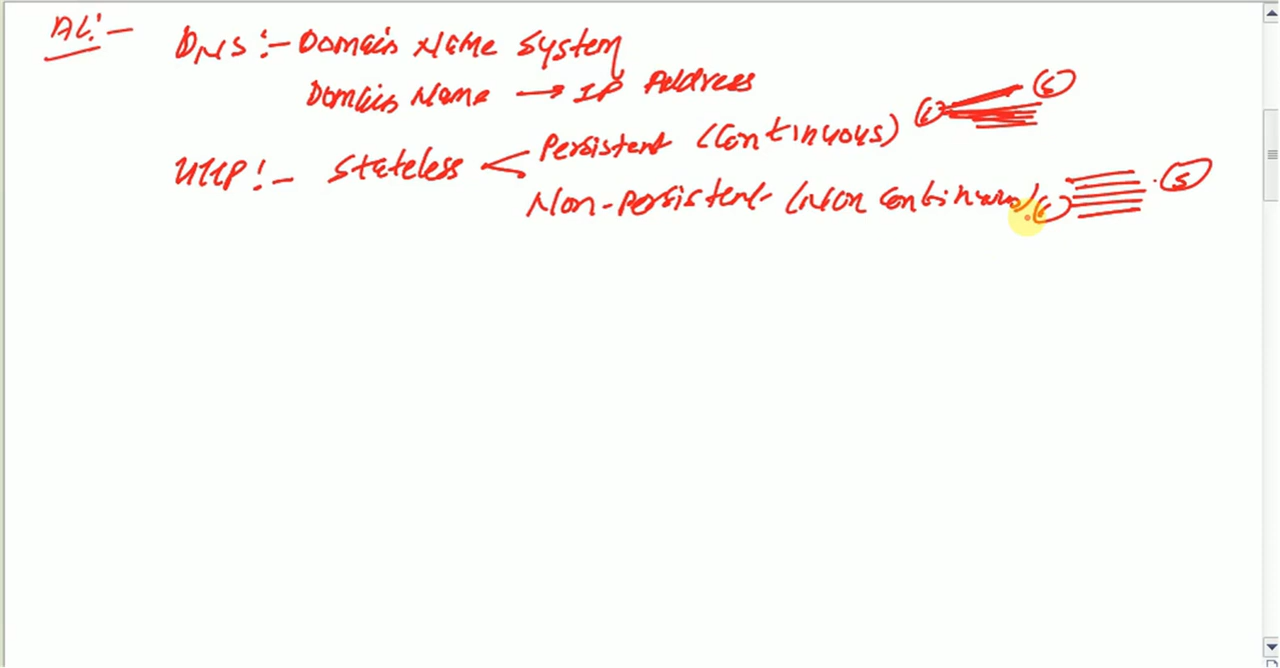 AL:-
DNS :- Domain Name System
Domain Name → IP Address
HTTP :- Stateless < Persistent (Continuous)
Non-Persistent (Non Continuous)
S